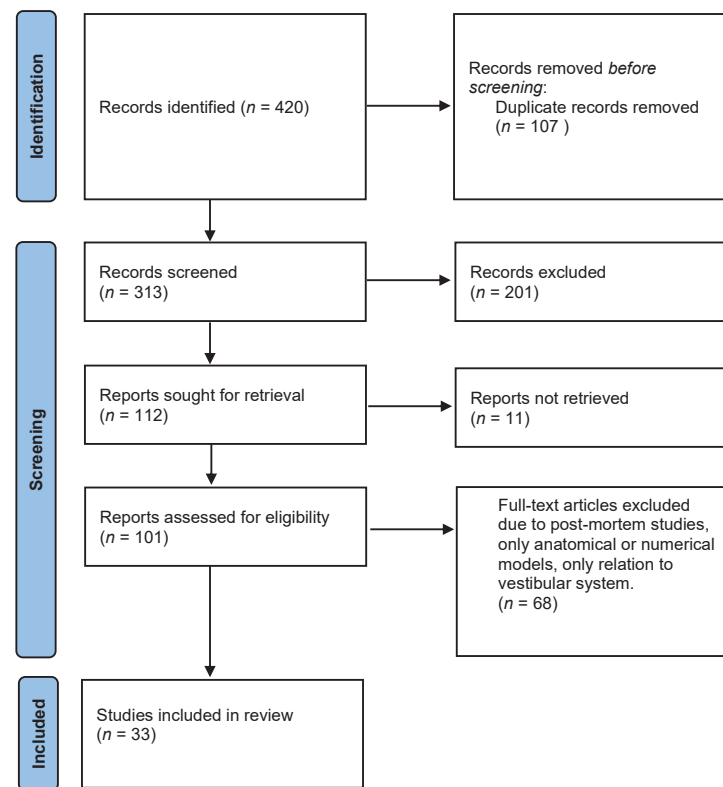 Identification
Records identified (n = 420)
Records removed before
screening:
Duplicate records removed
(n = 107 )
Screening
Records screened
(n = 313)
Records excluded
(n = 201)
Reports sought for retrieval
(n = 112)
Reports not retrieved
(n = 11)
Reports assessed for eligibility
(n = 101)
Full-text articles excluded
due to post-mortem studies,
only anatomical or numerical
models, only relation to
vestibular system.
(n = 68)
Included
Studies included in review
(n = 33)